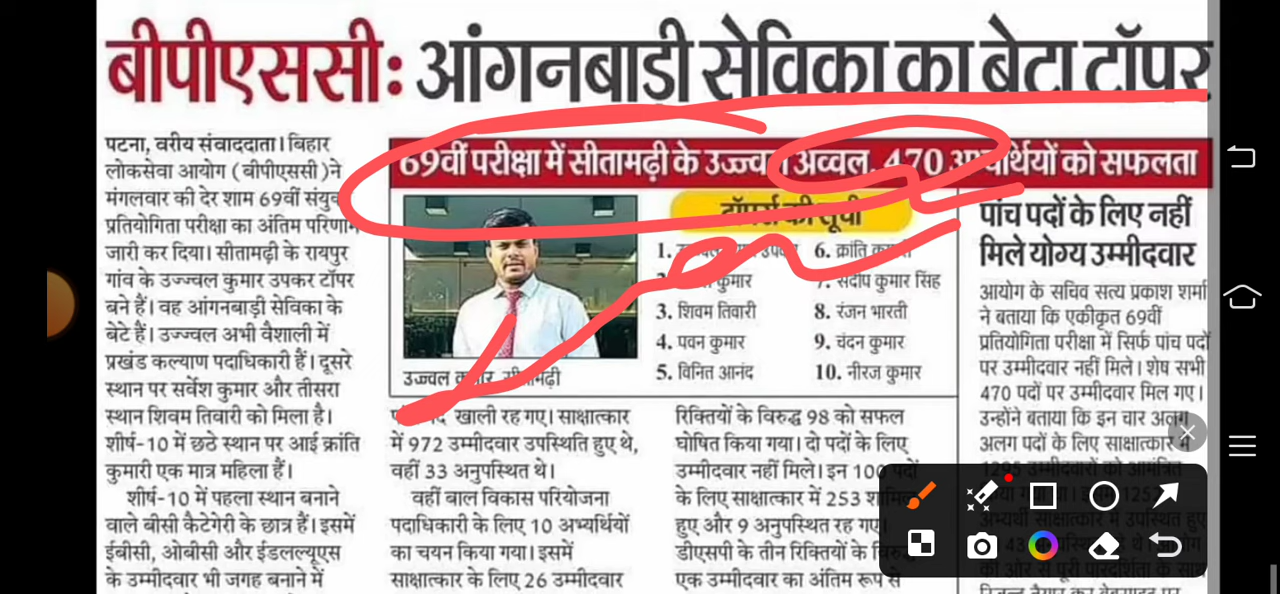 बीपीएससी: आंगनबाडी सेविका का बेटा टॉपर
69वीं परीक्षा में सीतामढ़ी के अव्वल, 470 को सफलता
पटना, वरीय संवाददाता। बिहार
लोकसेवा आयोग (बीपीएससी) ने
मंगलवार की देर शाम 69वीं
प्रतियोगिता परीक्षा का अंतिम परिणाम
जारी कर दिया। सीतामढ़ी के रायपुर
गांव के उज्ज्वल कुमार उपकर टॉपर
बने हैं। वह आंगनबाड़ी सेविका के
बेटे हैं। उज्ज्वल अभी वैशाली में
प्रखंड कल्याण पदाधिकारी हैं। दूसरे
स्थान पर सर्वेश कुमार और तीसरा
स्थान शिवम तिवारी को मिला है।
शीर्ष-10 में छठे स्थान पर आई क्रांति
कुमारी एक मात्र महिला हैं।
शीर्ष-10 में पहला स्थान बनाने
वाले बीसी कैटेगेरी के छात्र हैं। इसमें
ईबीसी, ओबीसी और ईडलल्यूएस
के उम्मीदवार भी जगह बनाने में
उज्ज्वल सीतामढ़ी
टॉपर्स की सूची
1.
कुमार
3. शिवम तिवारी
4. पवन कुमार
5. विनित आनंद
6. क्रांति
7. संदीप कुमार सिंह
8. रंजन भारती
9. चंदन कुमार
10. नीरज कुमार
खाली रह गए। साक्षात्कार
में 972 उम्मीदवार उपस्थिति हुए थे,
वहीं 33 अनुपस्थित थे।
वहीं बाल विकास परियोजना
पदाधिकारी के लिए 10 अभ्यर्थियों
का चयन किया गया। इसमें
साक्षात्कार के लिए 26 उम्मीदवार
रिक्तियों के विरुद्ध 98 को सफल
घोषित किया गया। दो पदों के लिए
उम्मीदवार नहीं मिले। इन 100 पदों
के लिए साक्षात्कार में 253
हुए और 9 अनुपस्थित रह गए।
डीएसपी के तीन रिक्तियों के
एक उम्मीदवार का अंतिम रूप से
पांच पदों के लिए नहीं
मिले योग्य उम्मीदवार
आयोग के सचिव सत्य प्रकाश शर्मा
ने बताया कि एकीकृत 69वीं
प्रतियोगिता परीक्षा में सिर्फ पांच पदों
पर उम्मीदवार नहीं मिले। शेष सभी
470 पदों पर उम्मीदवार मिल गए।
उन्होंने बताया कि इन चार अलग
अलग पदों के लिए साक्षात्कार में